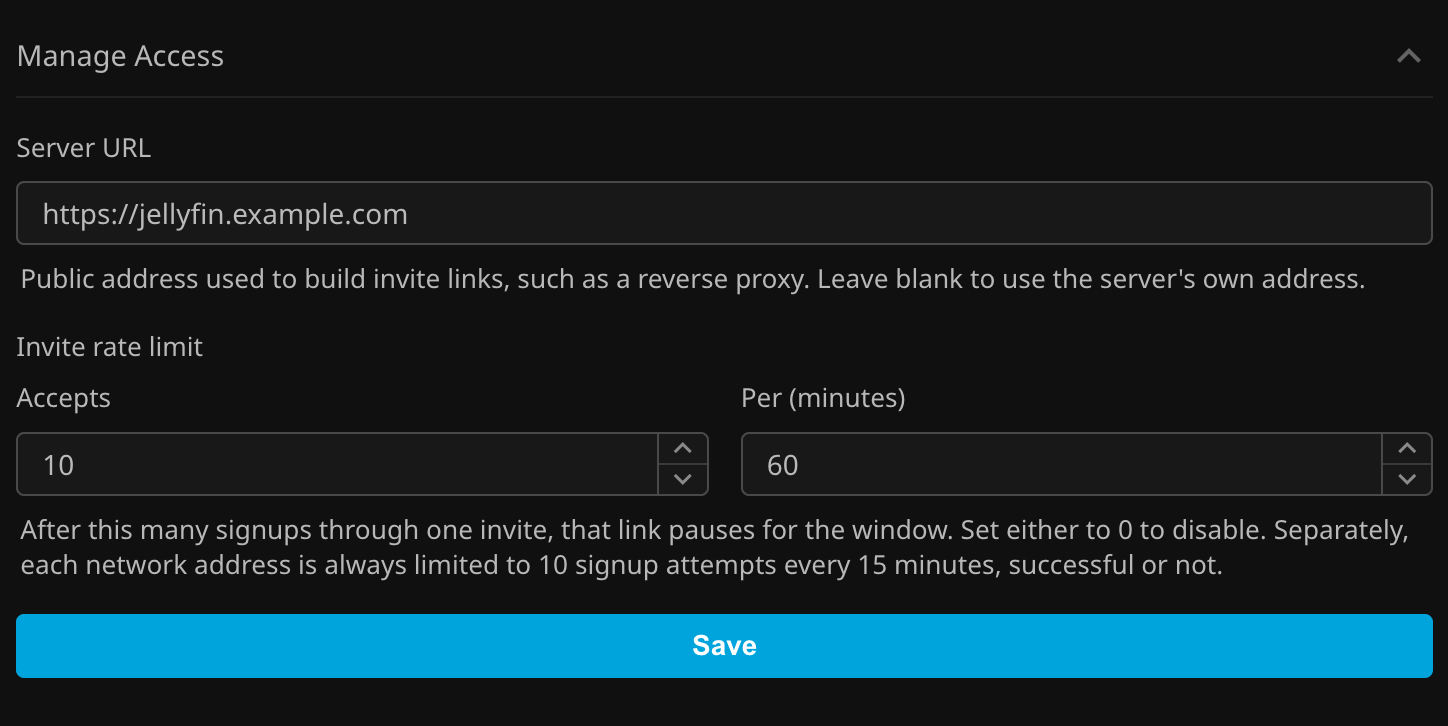 Manage Access
Server URL
https://jellyfin.example.com
Public address used to build invite links, such as a reverse proxy. Leave blank to use the server's own address.
Invite rate limit
Accepts
Per (minutes)
10
60
After this many signups through one invite, that link pauses for the window. Set either to 0 to disable. Separately,
each network address is always limited to 10 signup attempts every 15 minutes, successful or not.
Save